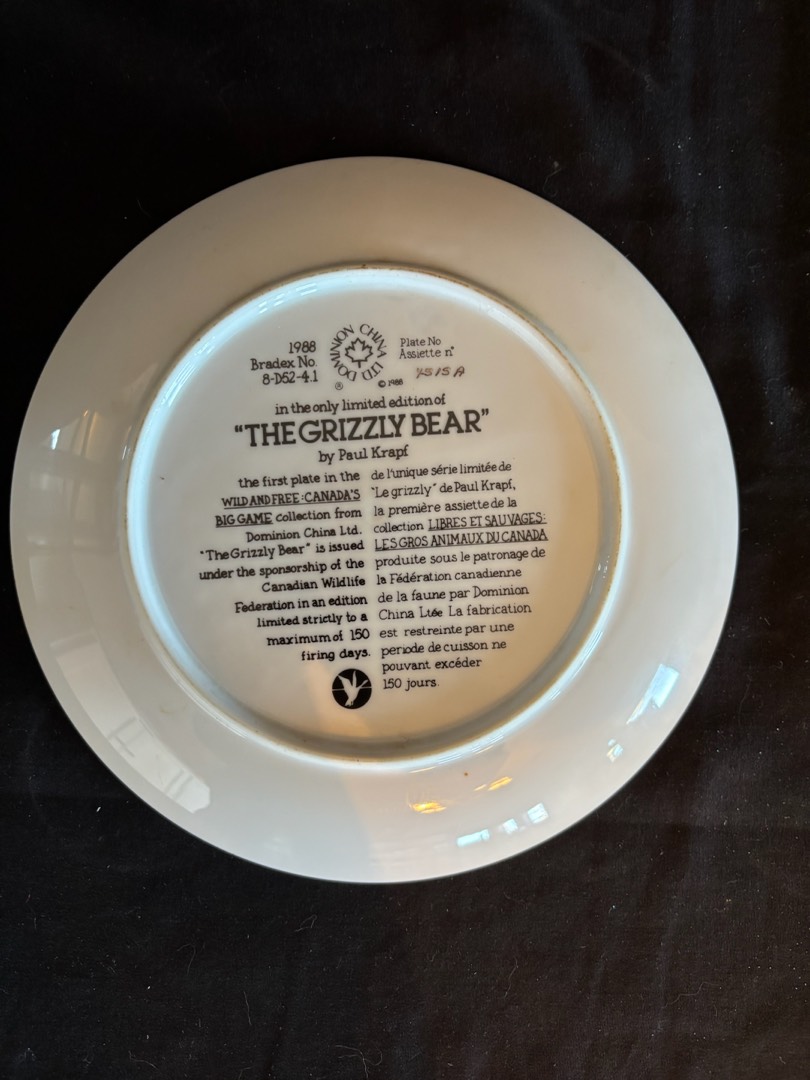 1988
Bradex No.
8-D52-4.1
DOMINION CHINA LTD
®
© 1988
Plate No
Assiette n°
in the only limited edition of
"THE GRIZZLY BEAR"
by Paul Krapf
the first plate in the
WILD AND FREE: CANADA'S
BIG GAME collection from
Dominion China Ltd.
"The Grizzly Bear" is issued
under the sponsorship of the
Canadian Wildlife
Federation in an edition
limited strictly to a
maximum of 150
firing days.
de l'unique série limitée de
"Le grizzly" de Paul Krapf,
la première assiette de la
collection LIBRES ET SAUVAGES:
LES GROS ANIMAUX DU CANADA
produite sous le patronage de
la Fédération canadienne
de la faune par Dominion
China Ltée. La fabrication
est restreinte par une
période de cuisson ne
pouvant excéder
150 jours.